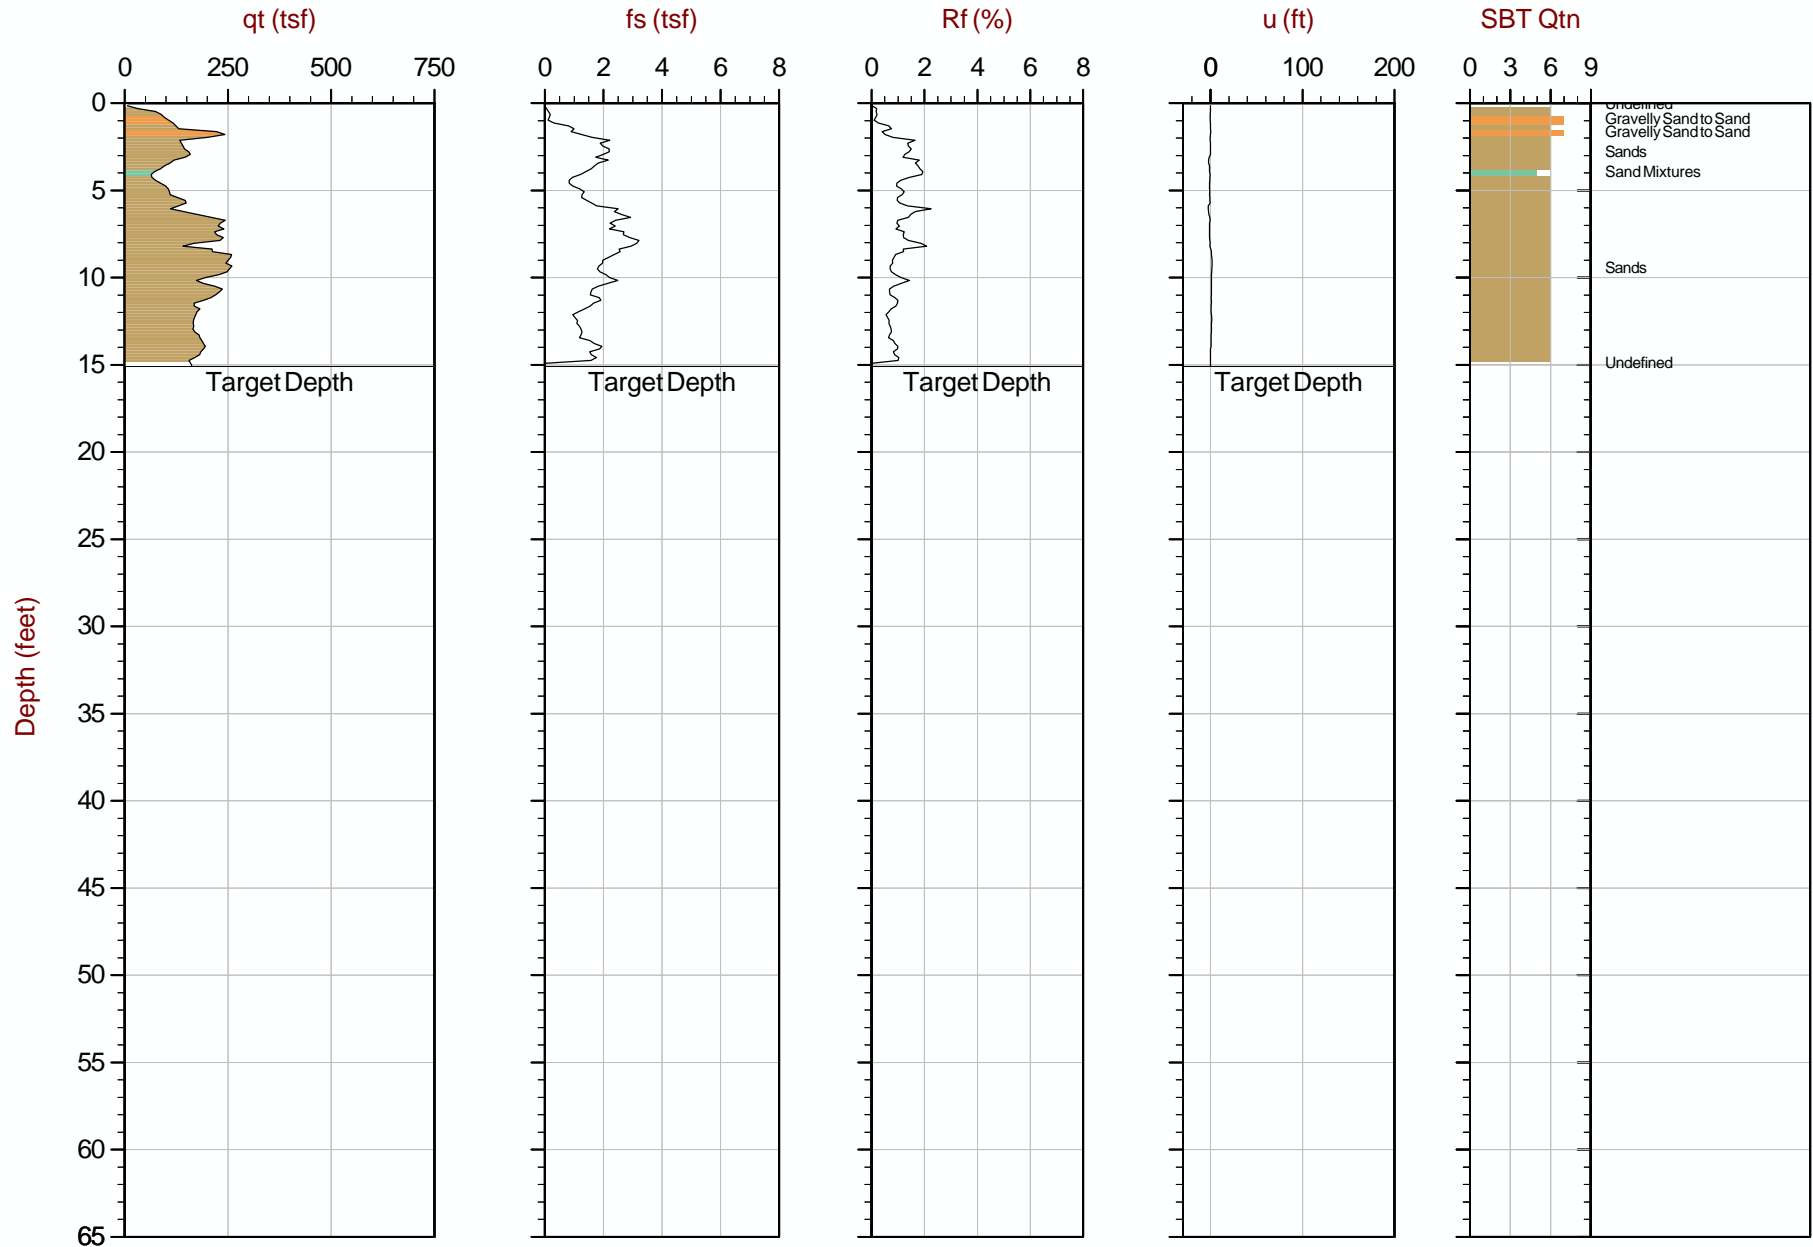 qt (tsf) fs (tsf) Rf (%) u (ft) SBT Qtn
0 250 500 750 0 2 4 6 8 0 2 4 6 8 0 100 200 0 3 6 9
0
Undefined
Gravelly Sand to Sand
Gravelly Sand to Sand
Sands
Sand Mixtures
5
Sands
10
Undefined
15
Target Depth Target Depth Target Depth Target Depth
20
25
30
35
40
45
50
55
60
65
Depth (feet)